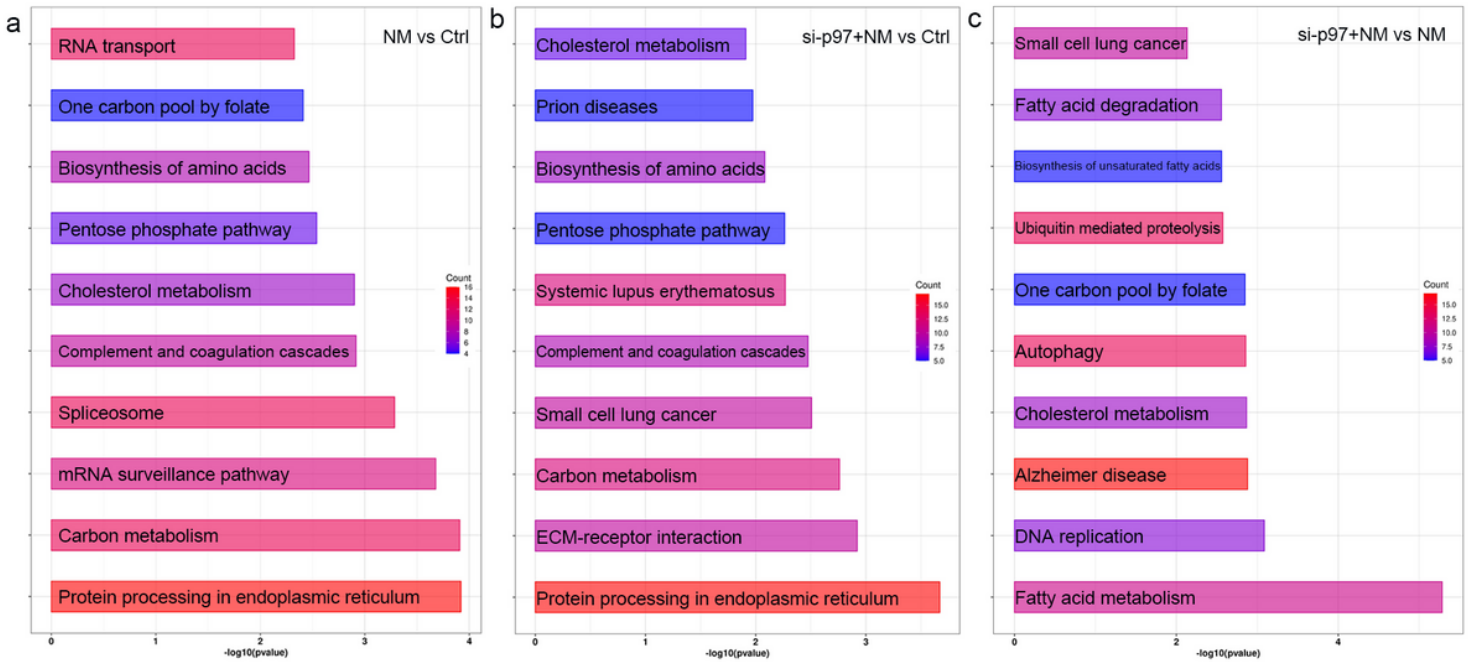 a
NM vs Ctrl
RNA transport
One carbon pool by folate
Biosynthesis of amino acids
Pentose phosphate pathway
Cholesterol metabolism
Complement and coagulation cascades
Spliceosome
mRNA surveillance pathway
Carbon metabolism
Protein processing in endoplasmic reticulum
Count
16
14
12
10
8
6
4
0 1 2 3 4
-log10(pvalue)
b
si-p97+NM vs Ctrl
Cholesterol metabolism
Prion diseases
Biosynthesis of amino acids
Pentose phosphate pathway
Systemic lupus erythematosus
Complement and coagulation cascades
Small cell lung cancer
Carbon metabolism
ECM-receptor interaction
Protein processing in endoplasmic reticulum
Count
15.0
12.5
10.0
7.5
5.0
0 1 2 3
-log10(pvalue)
c
si-p97+NM vs NM
Small cell lung cancer
Fatty acid degradation
Biosynthesis of unsaturated fatty acids
Ubiquitin mediated proteolysis
One carbon pool by folate
Autophagy
Cholesterol metabolism
Alzheimer disease
DNA replication
Fatty acid metabolism
Count
15.0
12.5
10.0
7.5
5.0
0 2 4
-log10(pvalue)